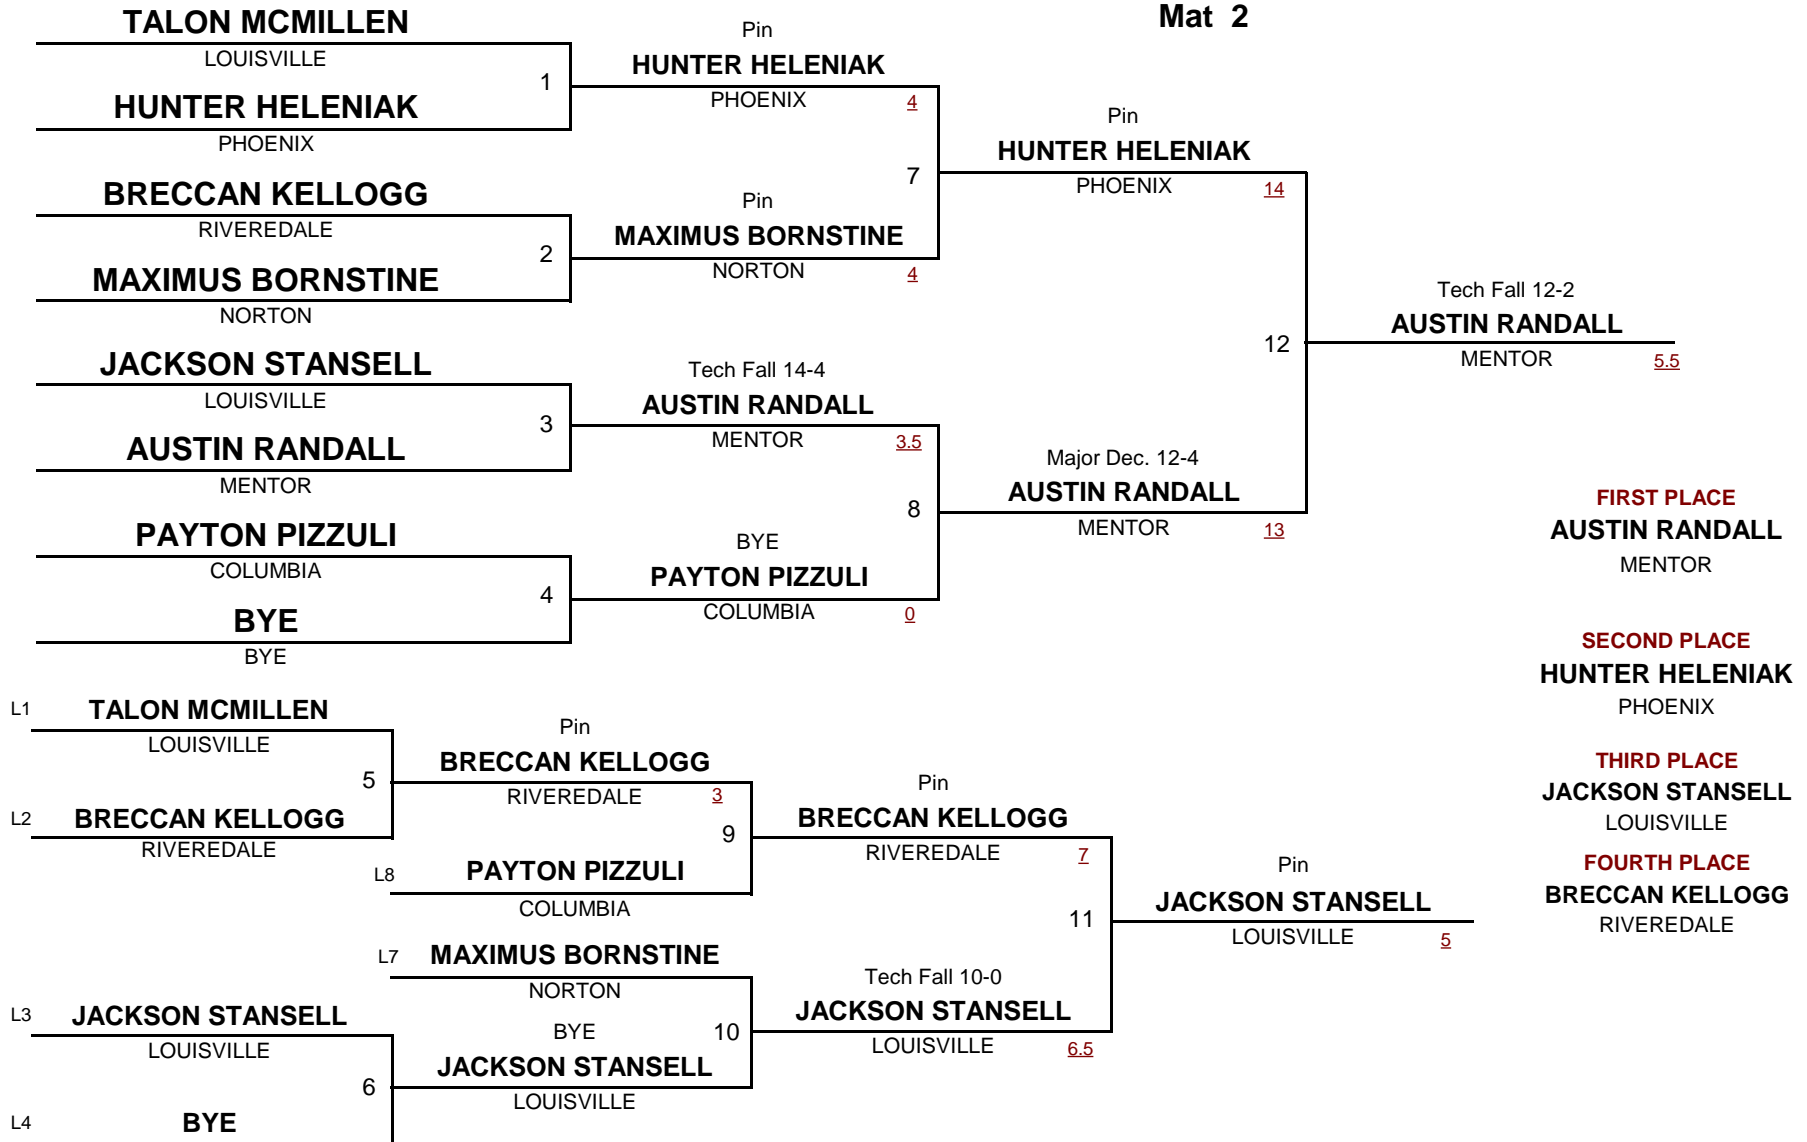 Mat 2
TALON MCMILLEN
LOUISVILLE
1
HUNTER HELENIAK
PHOENIX
BRECCAN KELLOGG
RIVEREDALE
2
MAXIMUS BORNSTINE
NORTON
JACKSON STANSELL
LOUISVILLE
3
AUSTIN RANDALL
MENTOR
PAYTON PIZZULI
COLUMBIA
4
BYE
BYE
Pin
HUNTER HELENIAK
PHOENIX 4
7
Pin
MAXIMUS BORNSTINE
NORTON 4
Tech Fall 14-4
AUSTIN RANDALL
MENTOR 3.5
8
BYE
PAYTON PIZZULI
COLUMBIA 0
Pin
HUNTER HELENIAK
PHOENIX 14
12
Major Dec. 12-4
AUSTIN RANDALL
MENTOR 13
Tech Fall 12-2
AUSTIN RANDALL
MENTOR 5.5
FIRST PLACE
AUSTIN RANDALL
MENTOR
SECOND PLACE
HUNTER HELENIAK
PHOENIX
THIRD PLACE
JACKSON STANSELL
LOUISVILLE
FOURTH PLACE
BRECCAN KELLOGG
RIVEREDALE
L1 TALON MCMILLEN
LOUISVILLE
5
L2 BRECCAN KELLOGG
RIVEREDALE
L3 JACKSON STANSELL
LOUISVILLE
6
L4 BYE
Pin
BRECCAN KELLOGG
RIVEREDALE 3
9
L8 PAYTON PIZZULI
COLUMBIA
L7 MAXIMUS BORNSTINE
NORTON
BYE 10
JACKSON STANSELL
LOUISVILLE
Pin
BRECCAN KELLOGG
RIVEREDALE 7
11
Tech Fall 10-0
JACKSON STANSELL
LOUISVILLE 6.5
Pin
JACKSON STANSELL
LOUISVILLE 5